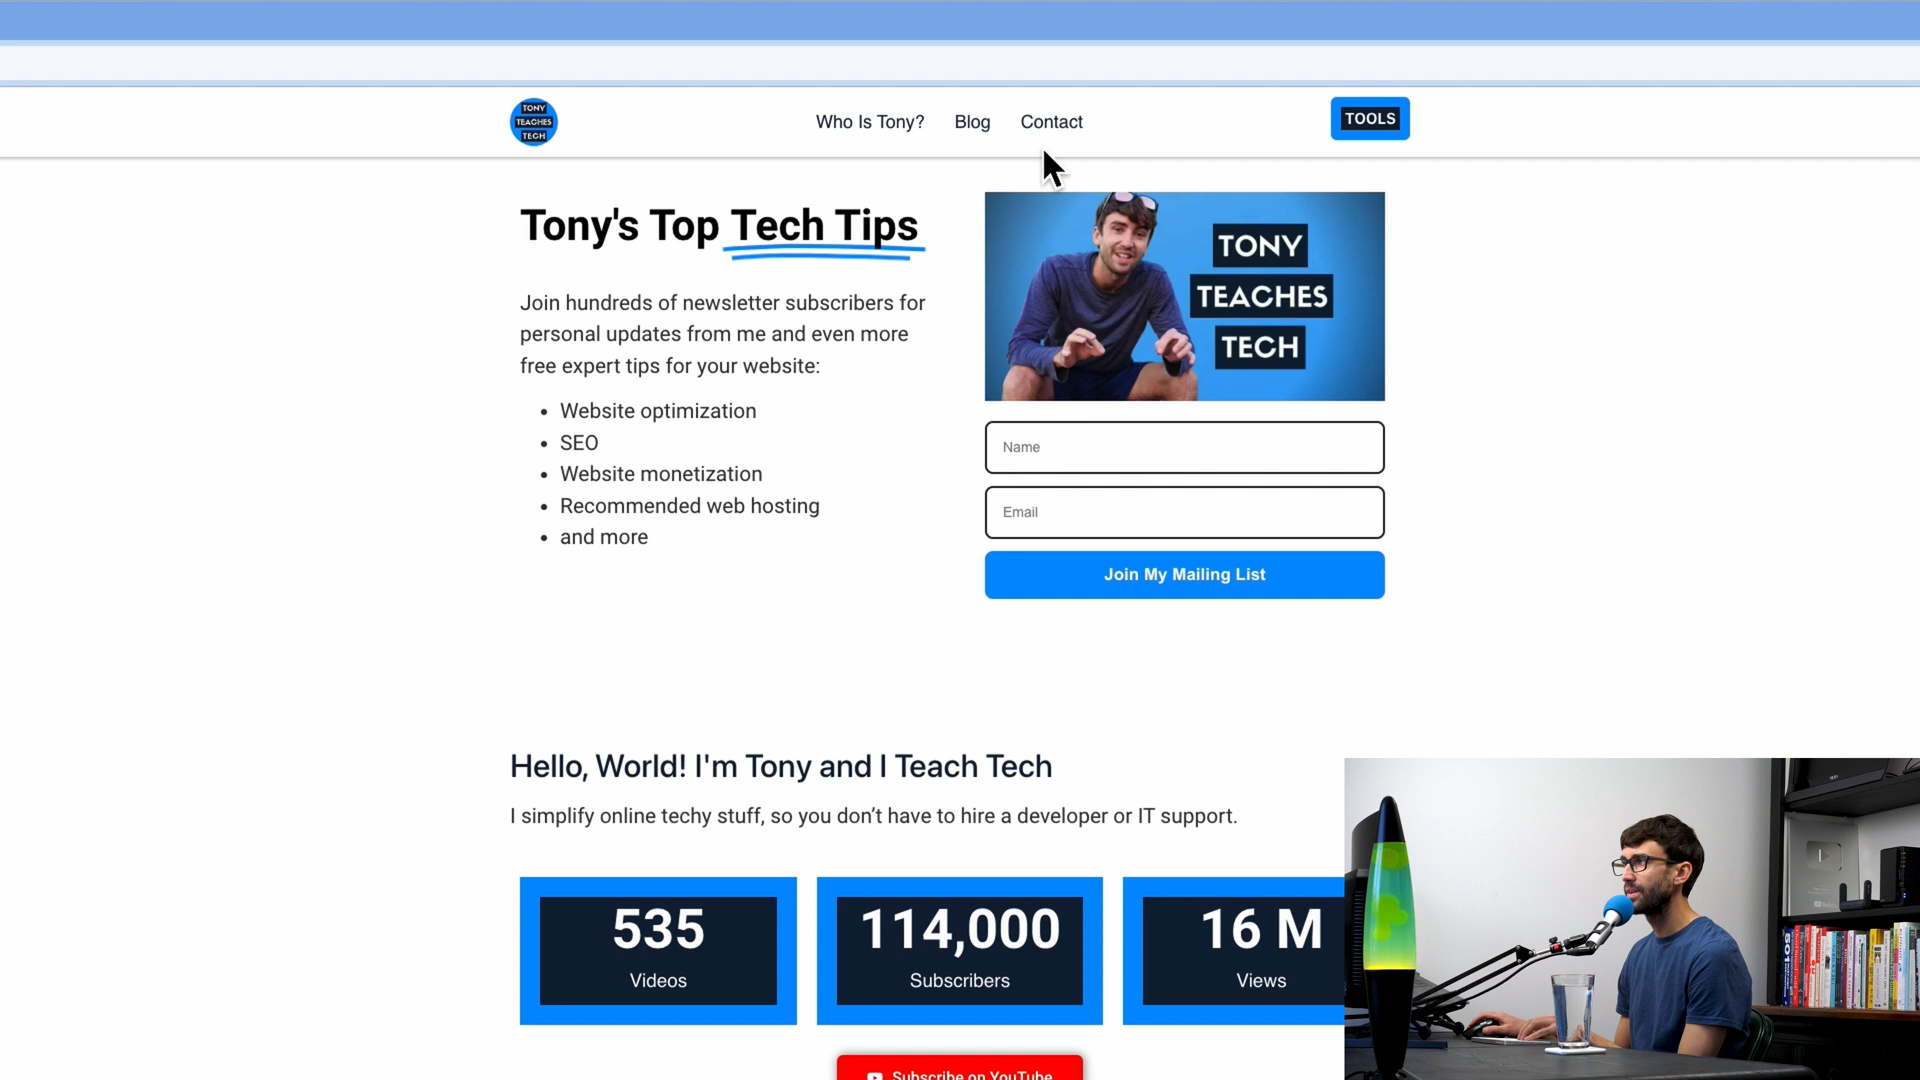 TONY
TEACHES
TECH
Who Is Tony?
Blog
Contact
TOOLS
Tony's Top Tech Tips
Join hundreds of newsletter subscribers for
personal updates from me and even more
free expert tips for your website:
• Website optimization
• SEO
• Website monetization
• Recommended web hosting
• and more
TONY
TEACHES
TECH
Name
Email
Join My Mailing List
Hello, World! I'm Tony and I Teach Tech
I simplify online techy stuff, so you don’t have to hire a developer or IT support.
535
Videos
114,000
Subscribers
16 M
Views
Subscribe on YouTube